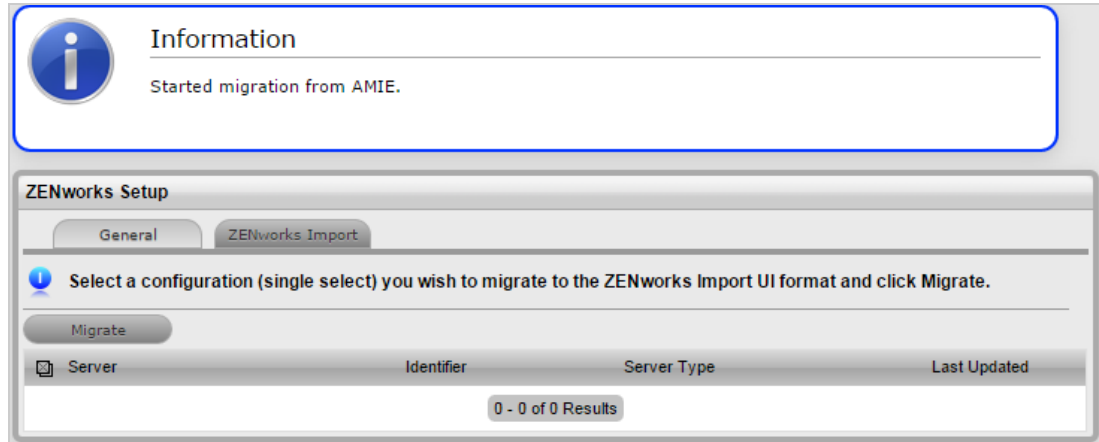 Information
Started migration from AMIE.
ZENworks Setup
General ZENworks Import
Select a configuration (single select) you wish to migrate to the ZENworks Import UI format and click Migrate.
Migrate
Server Identifier Server Type Last Updated
0 - 0 of 0 Results